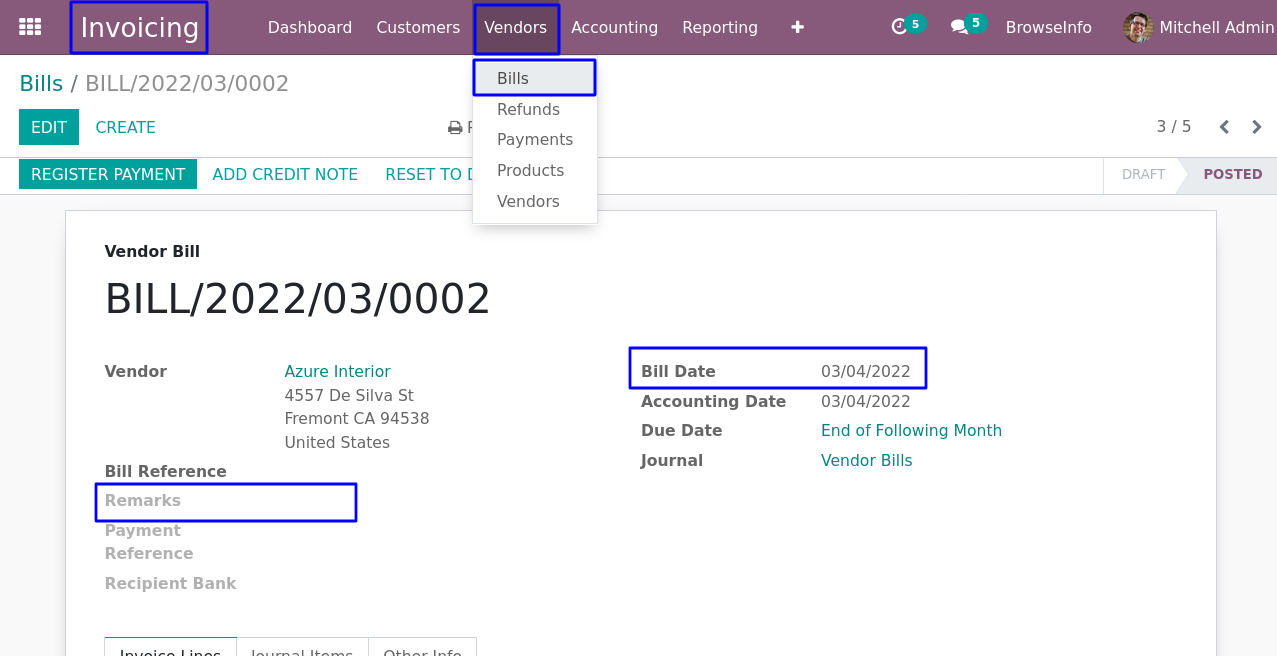 Invoicing Dashboard Customers Vendors Accounting Reporting + 5 5 BrowseInfo Mitchell Admin
Bills / BILL/2022/03/0002
Bills
Refunds
Payments
Products
Vendors
EDIT CREATE
3 / 5
REGISTER PAYMENT ADD CREDIT NOTE RESET TO
DRAFT POSTED
Vendor Bill
BILL/2022/03/0002
Vendor Azure Interior
4557 De Silva St
Fremont CA 94538
United States
Bill Reference
Remarks
Payment
Reference
Recipient Bank
Bill Date 03/04/2022
Accounting Date 03/04/2022
Due Date End of Following Month
Journal Vendor Bills
Invoice Lines Journal Items Other Info